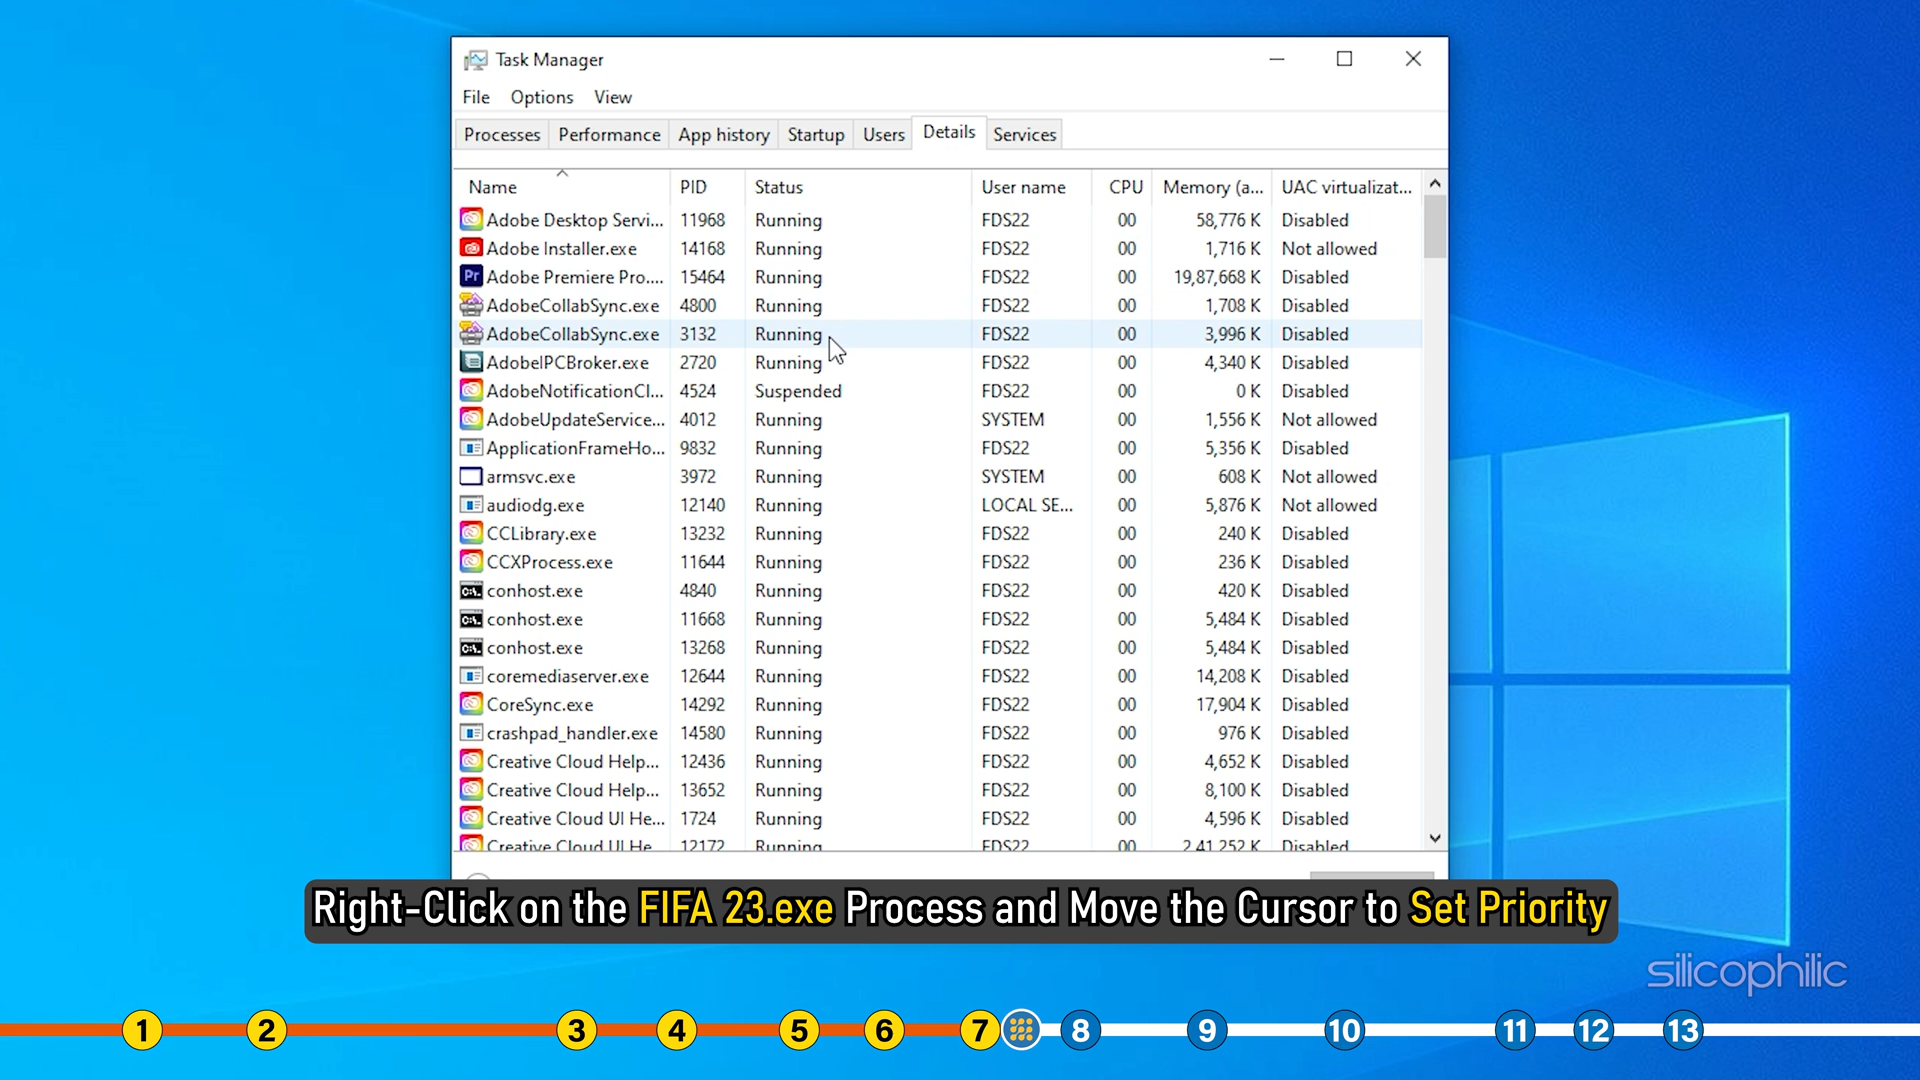 Task Manager
File Options View
Processes Performance App history Startup Users Details Services
Name PID Status User name CPU Memory (a... UAC virtualizat...
Adobe Desktop Servi... 11968 Running FDS22 00 58,776 K Disabled
Adobe Installer.exe 14168 Running FDS22 00 1,716 K Not allowed
Adobe Premiere Pro.... 15464 Running FDS22 00 19,87,668 K Disabled
AdobeCollabSync.exe 4800 Running FDS22 00 1,708 K Disabled
AdobeCollabSync.exe 3132 Running FDS22 00 3,996 K Disabled
AdobeIPCBroker.exe 2720 Running FDS22 00 4,340 K Disabled
AdobeNotificationCl... 4524 Suspended FDS22 00 0 K Disabled
AdobeUpdateService... 4012 Running SYSTEM 00 1,556 K Not allowed
ApplicationFrameHo... 9832 Running FDS22 00 5,356 K Disabled
armsvc.exe 3972 Running SYSTEM 00 608 K Not allowed
audiodg.exe 12140 Running LOCAL SE... 00 5,876 K Not allowed
CCLibrary.exe 13232 Running FDS22 00 240 K Disabled
CCXProcess.exe 11644 Running FDS22 00 236 K Disabled
conhost.exe 4840 Running FDS22 00 420 K Disabled
conhost.exe 11668 Running FDS22 00 5,484 K Disabled
conhost.exe 13268 Running FDS22 00 5,484 K Disabled
coremediaserver.exe 12644 Running FDS22 00 14,208 K Disabled
CoreSync.exe 14292 Running FDS22 00 17,904 K Disabled
crashpad_handler.exe 14580 Running FDS22 00 976 K Disabled
Creative Cloud Help... 12436 Running FDS22 00 4,652 K Disabled
Creative Cloud Help... 13652 Running FDS22 00 8,100 K Disabled
Creative Cloud UI He... 1724 Running FDS22 00 4,596 K Disabled
Creative Cloud UI He... 12172 Running FDS22 00 2,41,252 K Disabled
Right-Click on the FIFA 23.exe Process and Move the Cursor to Set Priority
silicophilic
1 2 3 4 5 6 7 8 9 10 11 12 13